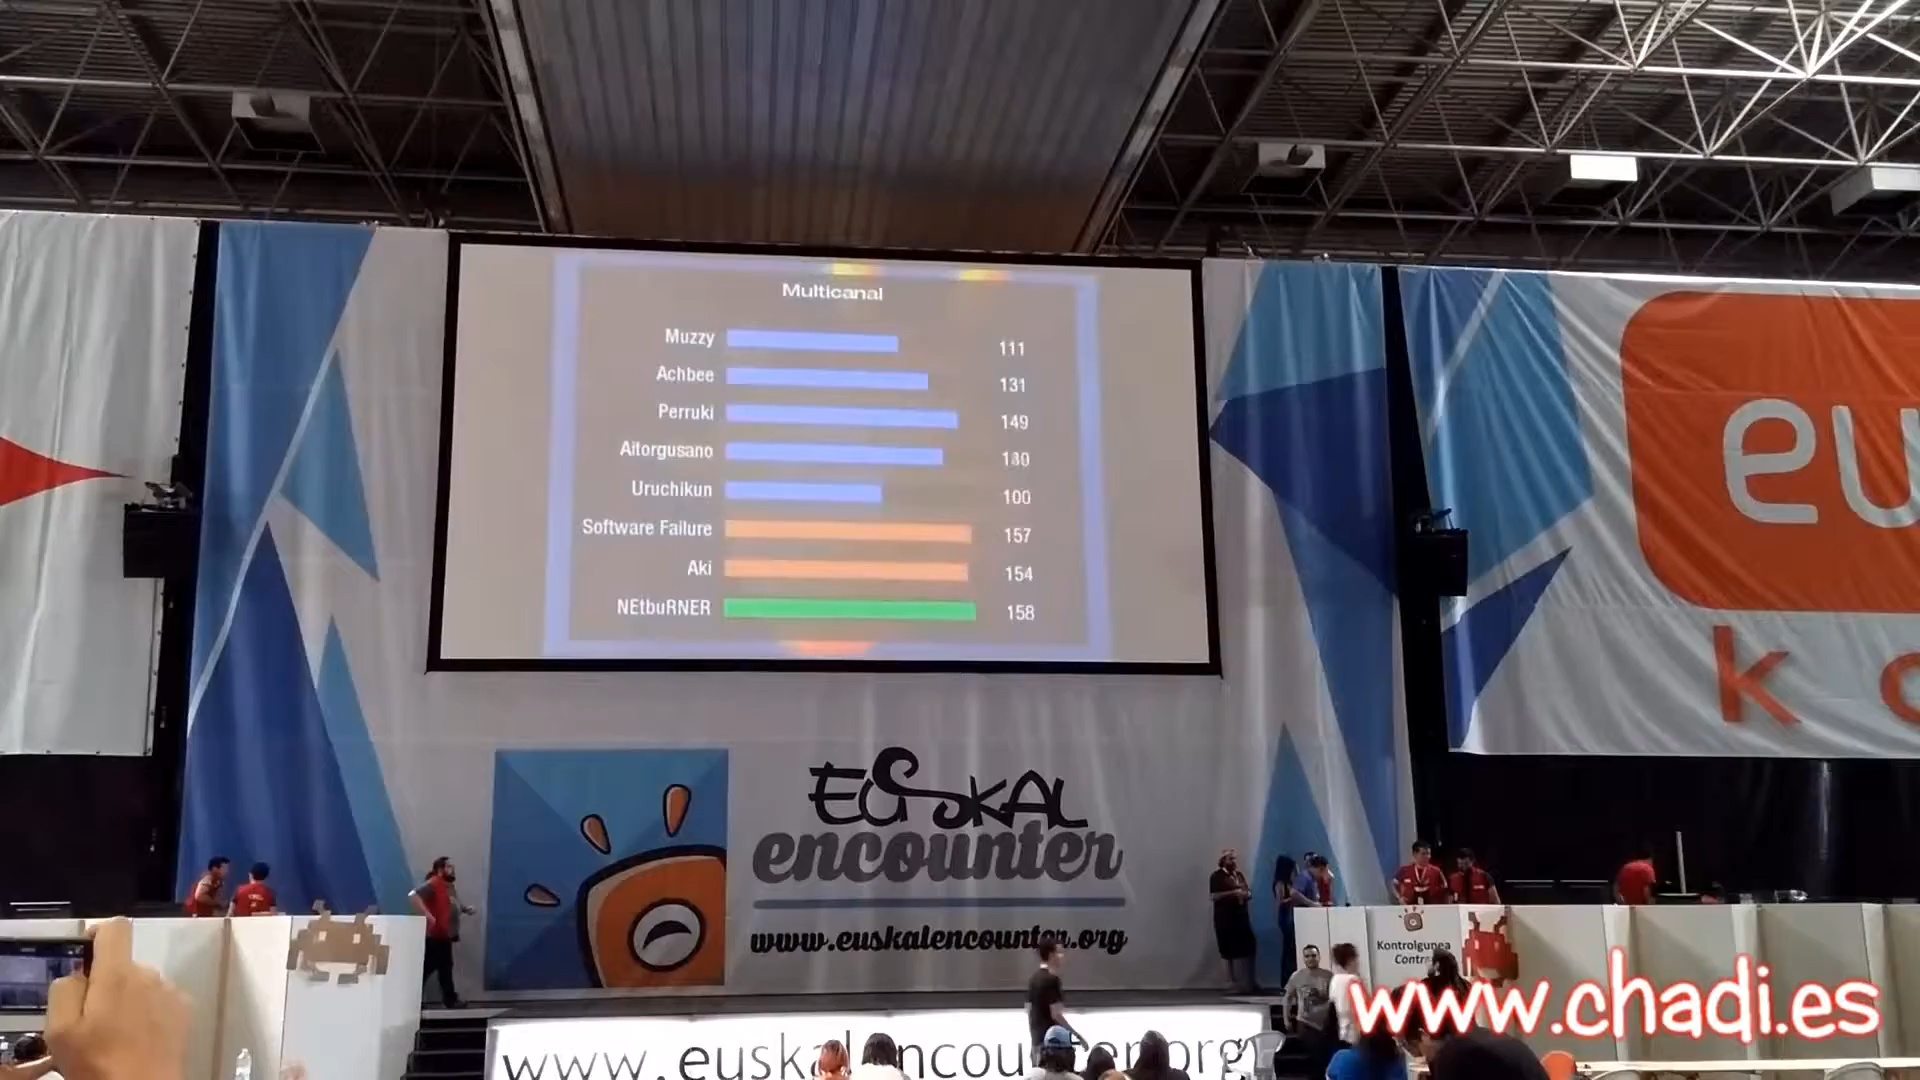 Multicanal
Muzzy 111
Achbee 131
Perruki 149
Aitorgusano
Uruchikun 100
Software Failure 157
Aki 154
NEtbuRNER 158
eu
k
EUSKAL
encounter
www.euskalencounter.org
Kontrolgunea
www.chadi.es